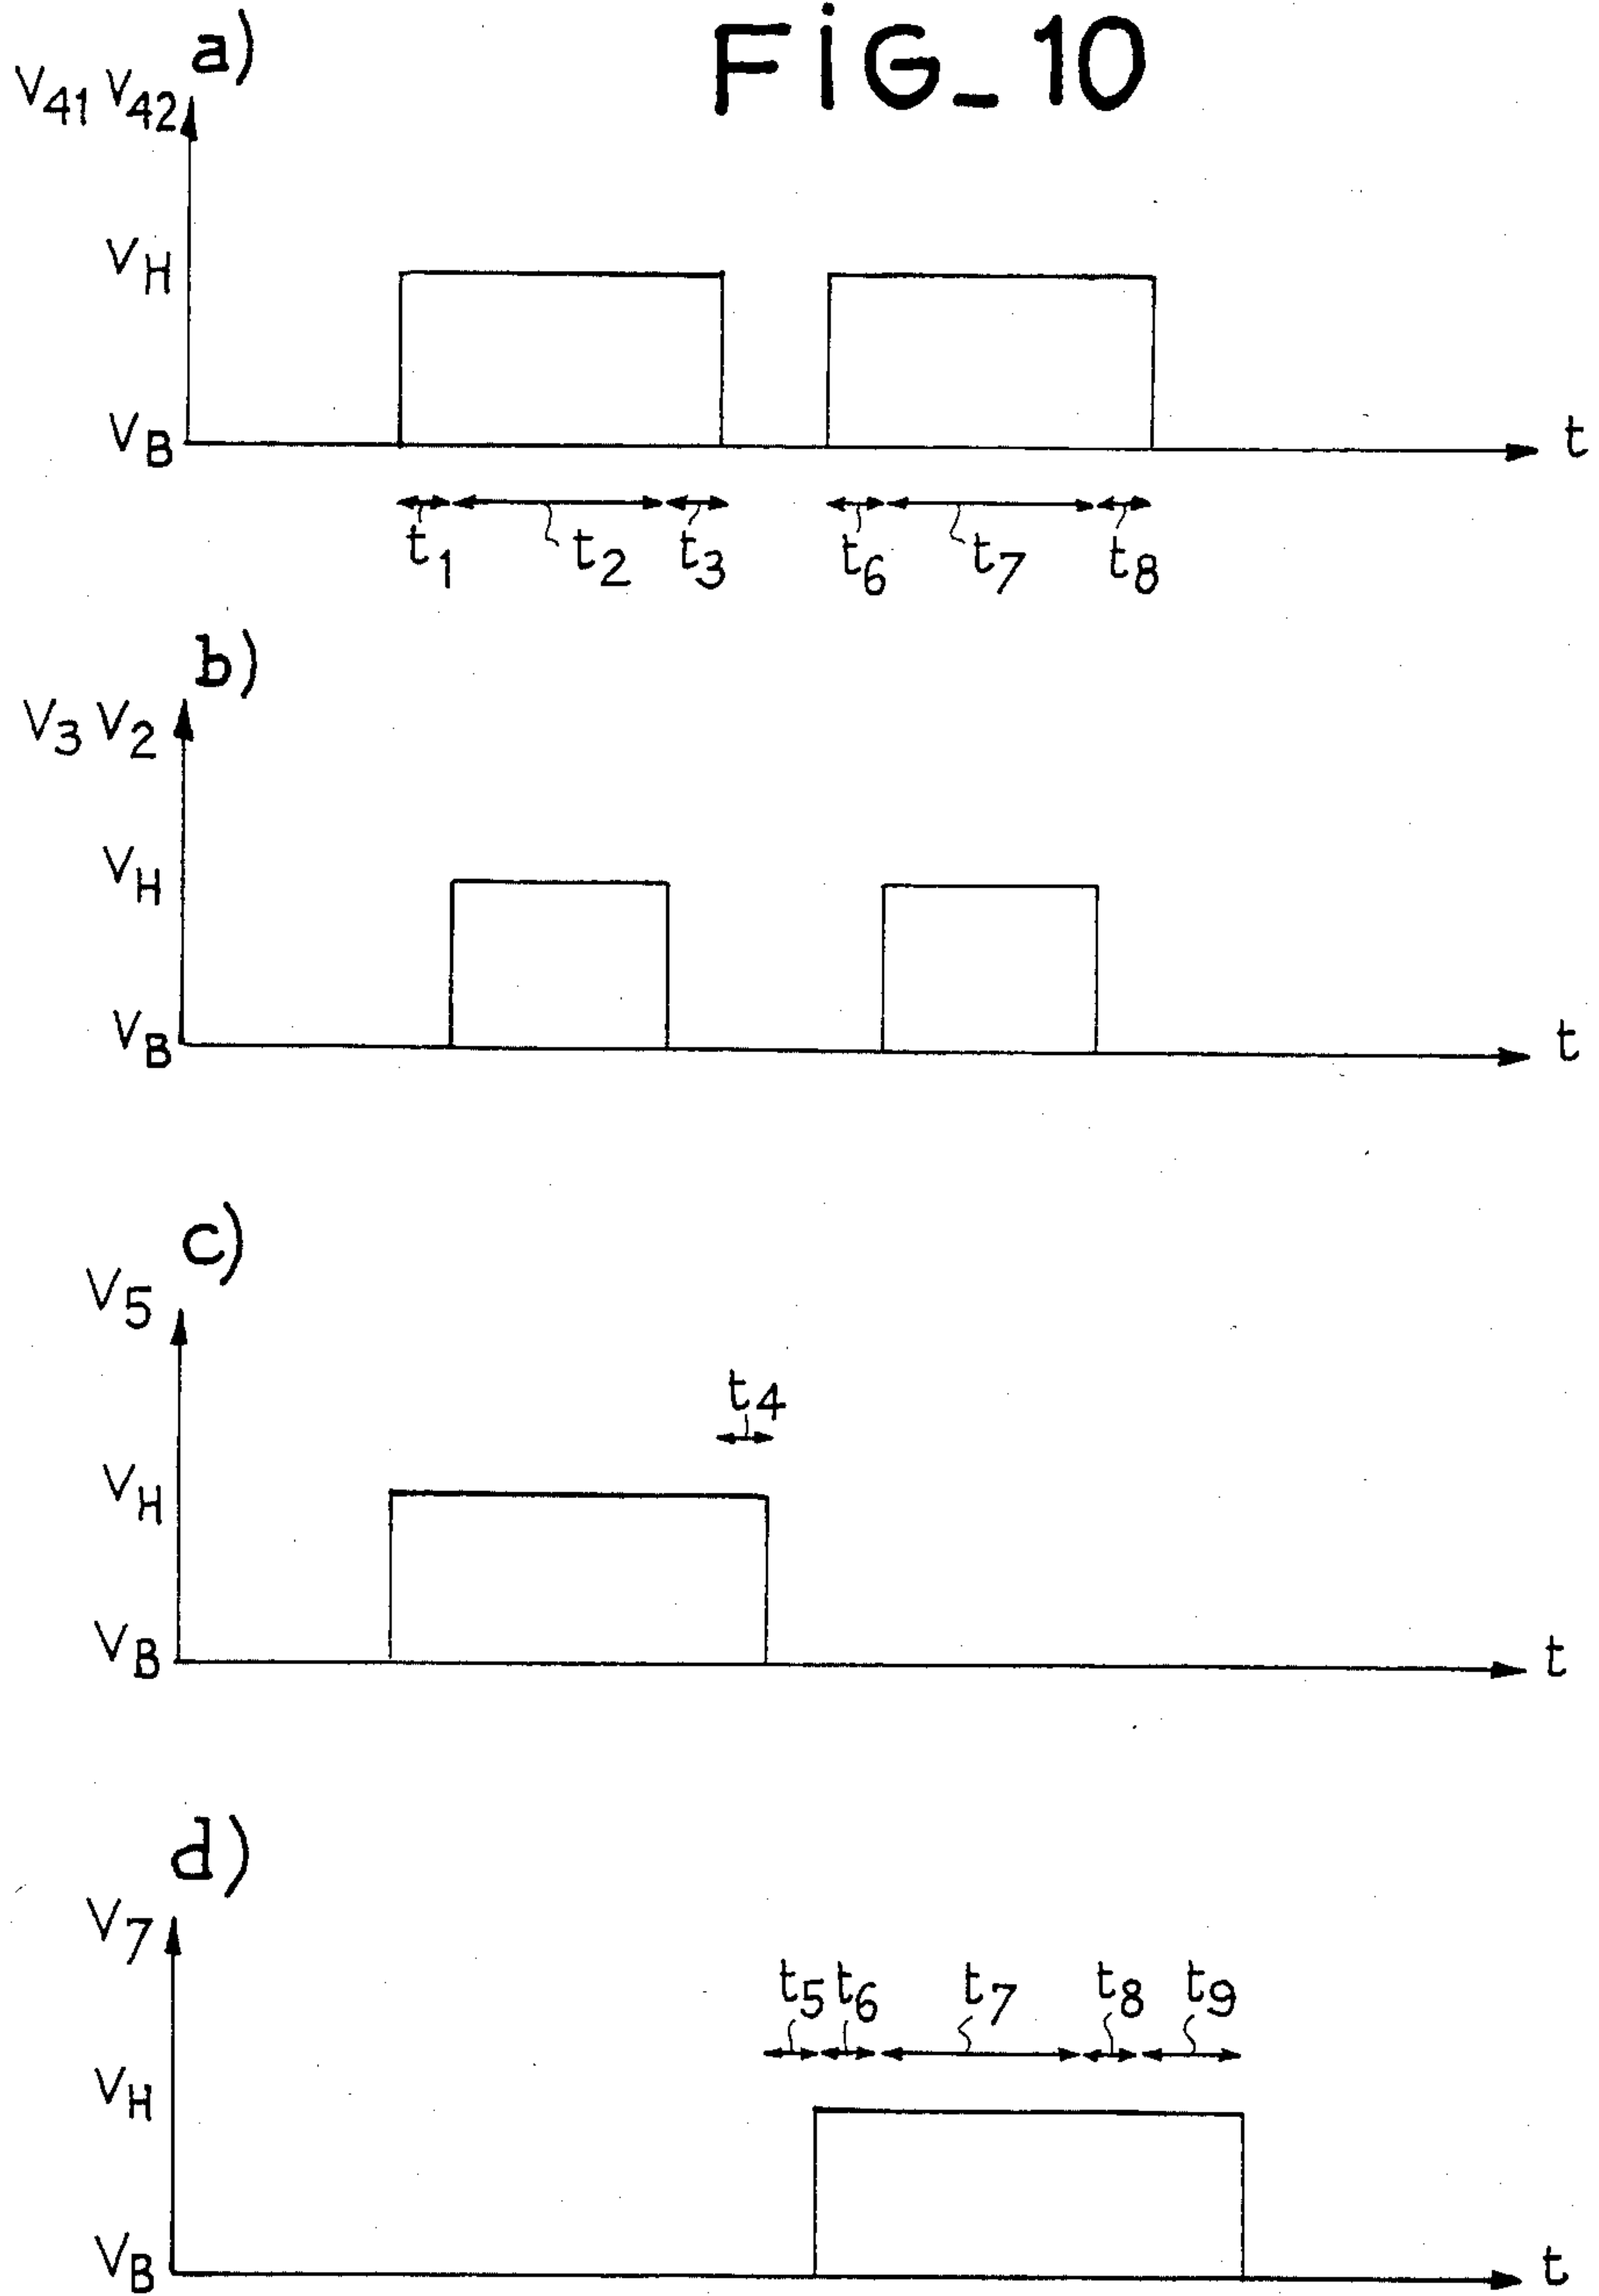 FiG_10
a)
V41 V42
VH
VB
t
t1 t2 t3 t6 t7 t8
b)
V3 V2
VH
VB
t
c)
V5
t4
VH
VB
t
d)
V7
t5 t6 t7 t8 t9
VH
VB
t